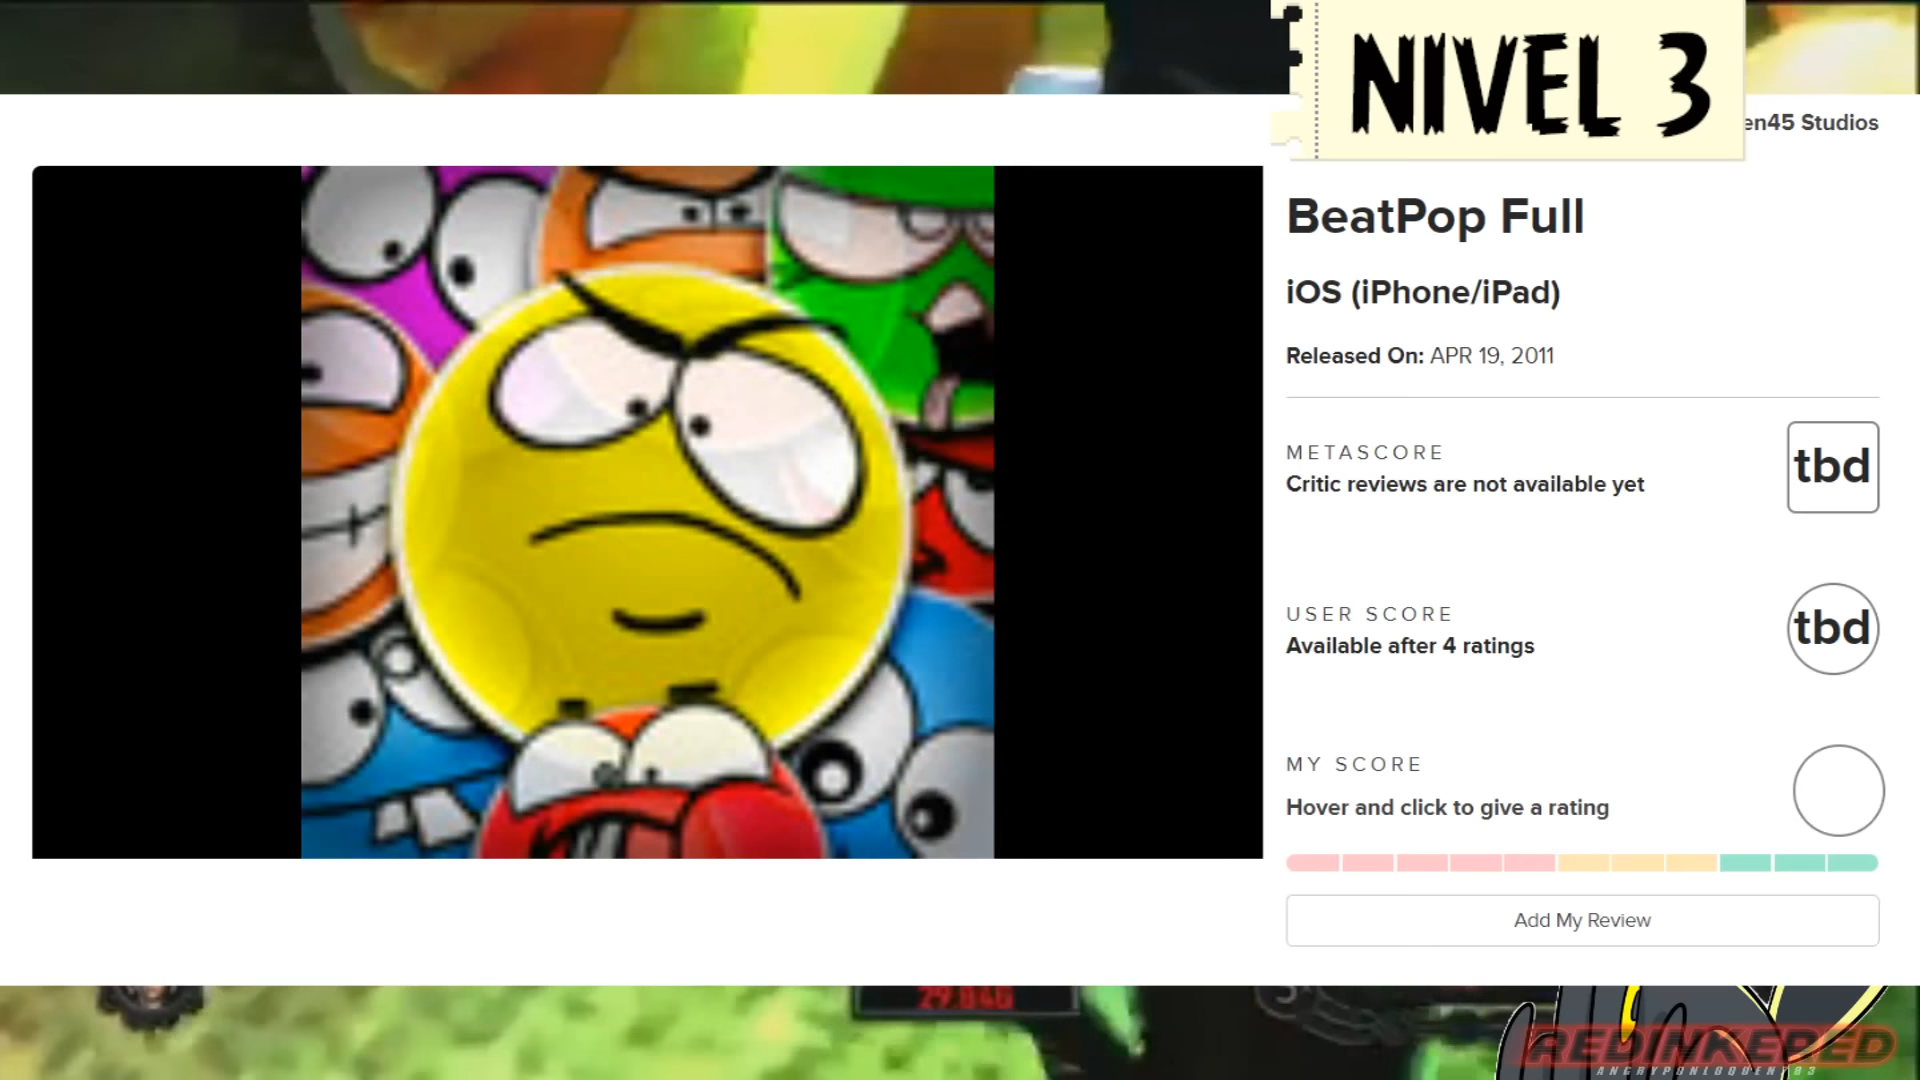 NIVEL 3
en45 Studios
BeatPop Full
iOS (iPhone/iPad)
Released On: APR 19, 2011
METASCORE
Critic reviews are not available yet
tbd
USER SCORE
Available after 4 ratings
tbd
MY SCORE
Hover and click to give a rating
Add My Review
REDINKERED